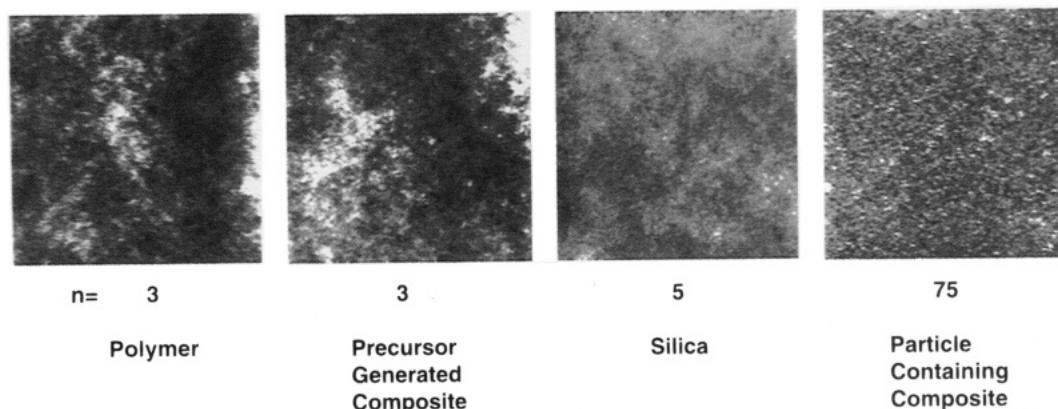 n= 3 3 5 75
Polymer Precursor Generated Composite Silica Particle Containing Composite